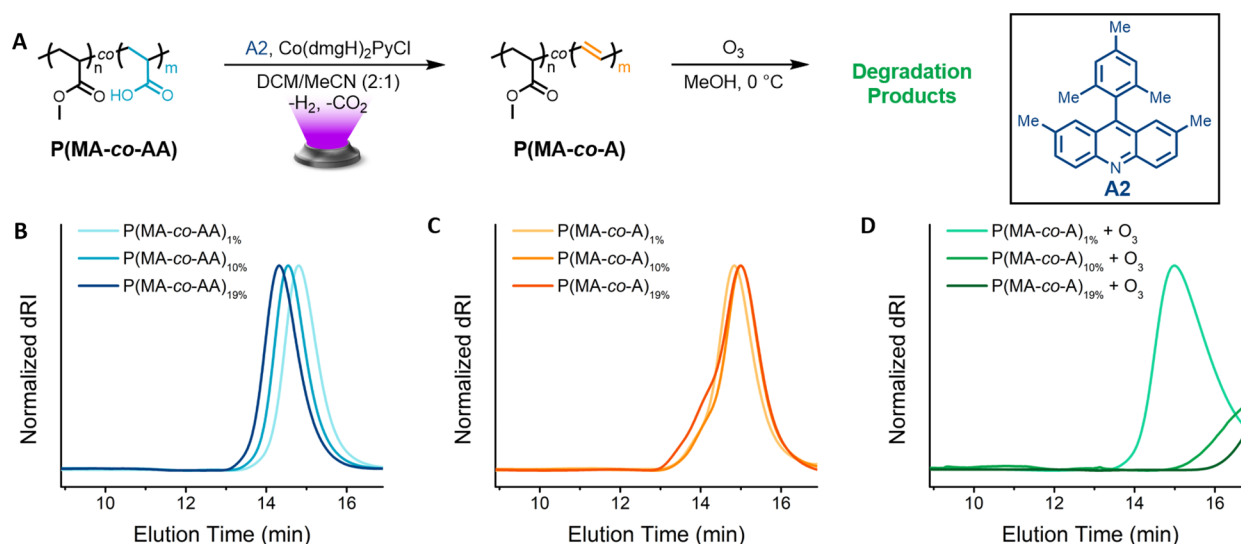 A
n
co
m
O
O
HO
O
P(MA-co-AA)
A2, Co(dmgH)2PyCl
DCM/MeCN (2:1)
-H2, -CO2
n
co
m
O
O
P(MA-co-A)
O3
MeOH, 0 °C
Degradation
Products
Me
Me
Me
Me
Me
N
A2
B
P(MA-co-AA)1%
P(MA-co-AA)10%
P(MA-co-AA)19%
Normalized dRI
10 12 14 16
Elution Time (min)
C
P(MA-co-A)1%
P(MA-co-A)10%
P(MA-co-A)19%
Normalized dRI
10 12 14 16
Elution Time (min)
D
P(MA-co-A)1% + O3
P(MA-co-A)10% + O3
P(MA-co-A)19% + O3
Normalized dRI
10 12 14 16
Elution Time (min)